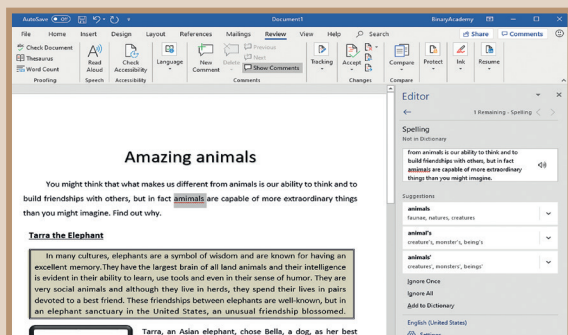 AutoSave Off Document1 BinaryAcademy
File Home Insert Design Layout References Mailings Review View Help Search Share Comments
Check Document
Thesaurus
Word Count
Proofing
Read Aloud
Speech
Check Accessibility
Accessibility
Language
New Comment
Delete
Previous
Next
Show Comments
Comments
Tracking
Accept
Changes
Compare
Compare
Protect
Ink
Resume
Amazing animals
You might think that what makes us different from animals is our ability to think and to
build friendships with others, but in fact amimals are capable of more extraordinary things
than you might imagine. Find out why.
Tarra the Elephant
In many cultures, elephants are a symbol of wisdom and are known for having an
excellent memory. They have the largest brain of all land animals and their intelligence
is evident in their ability to learn, use tools and even in their sense of humor. They are
very social animals and although they live in herds, they spend their lives in pairs
devoted to a best friend. These friendships between elephants are well-known, but in
an elephant sanctuary in the United States, an unusual friendship blossomed.
Tarra, an Asian elephant, chose Bella, a dog, as her best
Editor
1 Remaining - Spelling
Spelling
Not in Dictionary
from animals is our ability to think and to
build friendships with others, but in fact
amimals are capable of more extraordinary
things than you might imagine.
Suggestions
animals
faunae, natures, creatures
animal's
creature's, monster's, being's
animals'
creatures', monsters', beings'
Ignore Once
Ignore All
Add to Dictionary
English (United States)
Settings